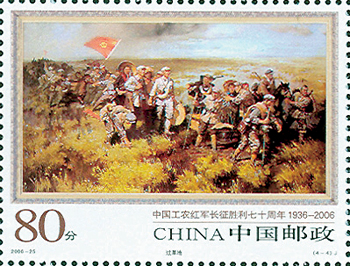 中国工农红军长征胜利七十周年 1936-2006
80分
CHINA 中国邮政
2006-25
过草地
(4-4)J